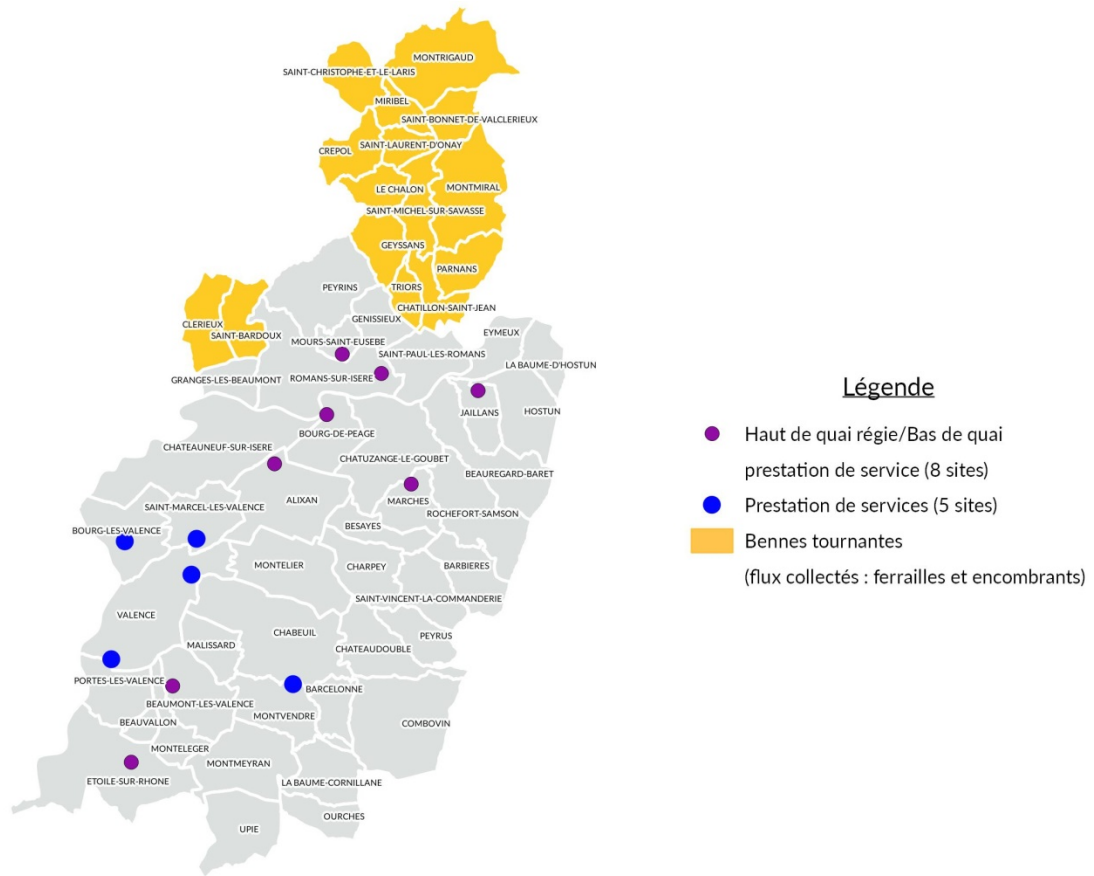 MONTRIGAUD
SAINT-CHRISTOPHE-ET-LE-LARIS
MIRIBEL
SAINT-BONNET-DE-VALCLERIEUX
SAINT-LAURENT-D'ONAY
CREPOL
LE CHALON
MONTMIRAL
SAINT-MICHEL-SUR-SAVASSE
GEYSSANS
PARNANS
TRIORS
PEYRINS
CHATILLON-SAINT-JEAN
GENISSIEUX
CLERIEUX
SAINT-BARDOUX
EYMEUX
MOURS-SAINT-EUSEBE
SAINT-PAUL-LES-ROMANS
LA BAUME-D'HOSTUN
GRANGES-LES-BEAUMONT
ROMANS-SUR-ISERE
JAILLANS
HOSTUN
BOURG-DE-PEAGE
CHATEAUNEUF-SUR-ISERE
CHATUZANGE-LE-GOUBET
BEAUREGARD-BARET
ALIXAN
MARCHES
SAINT-MARCEL-LES-VALENCE
ROCHEFORT-SAMSON
BESAYES
BOURG-LES-VALENCE
MONTELIER
CHARPEY
BARBIERES
SAINT-VINCENT-LA-COMMANDERIE
VALENCE
CHABEUIL
PEYRUS
MALISSARD
CHATEAUDOUBLE
PORTES-LES-VALENCE
BARCELONNE
BEAUMONT-LES-VALENCE
MONTVENDRE
BEAUVALLON
COMBOVIN
MONTELEGER
MONTMEYRAN
ETOILE-SUR-RHONE
LA BAUME-CORNILLANE
OURCHES
UPIE
Légende
Haut de quai régie/Bas de quai
prestation de service (8 sites)
Prestation de services (5 sites)
Bennes tournantes
(flux collectés : ferrailles et encombrants)